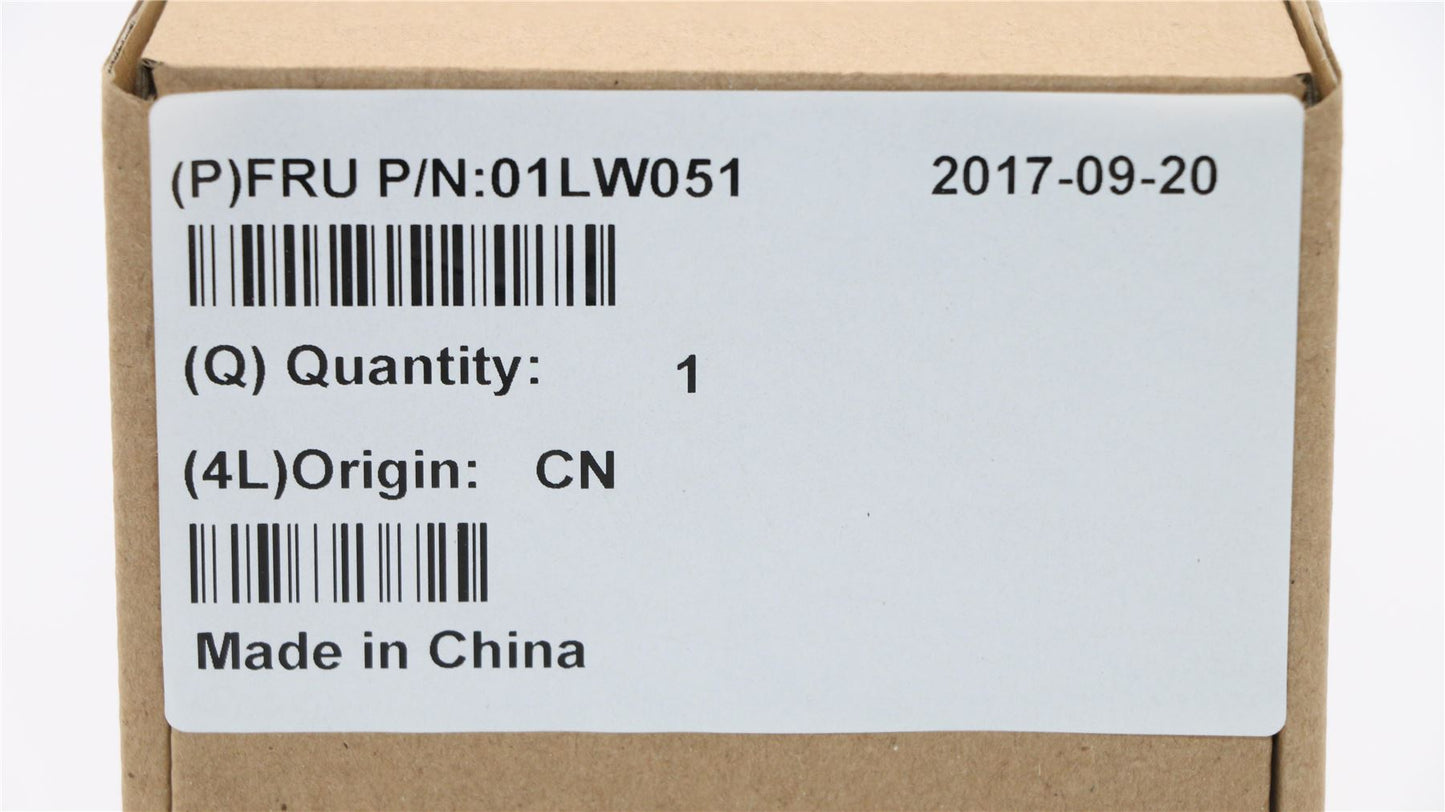 (P)FRU P/N:01LW051 2017-09-20
(Q) Quantity: 1
(4L)Origin: CN
Made in China